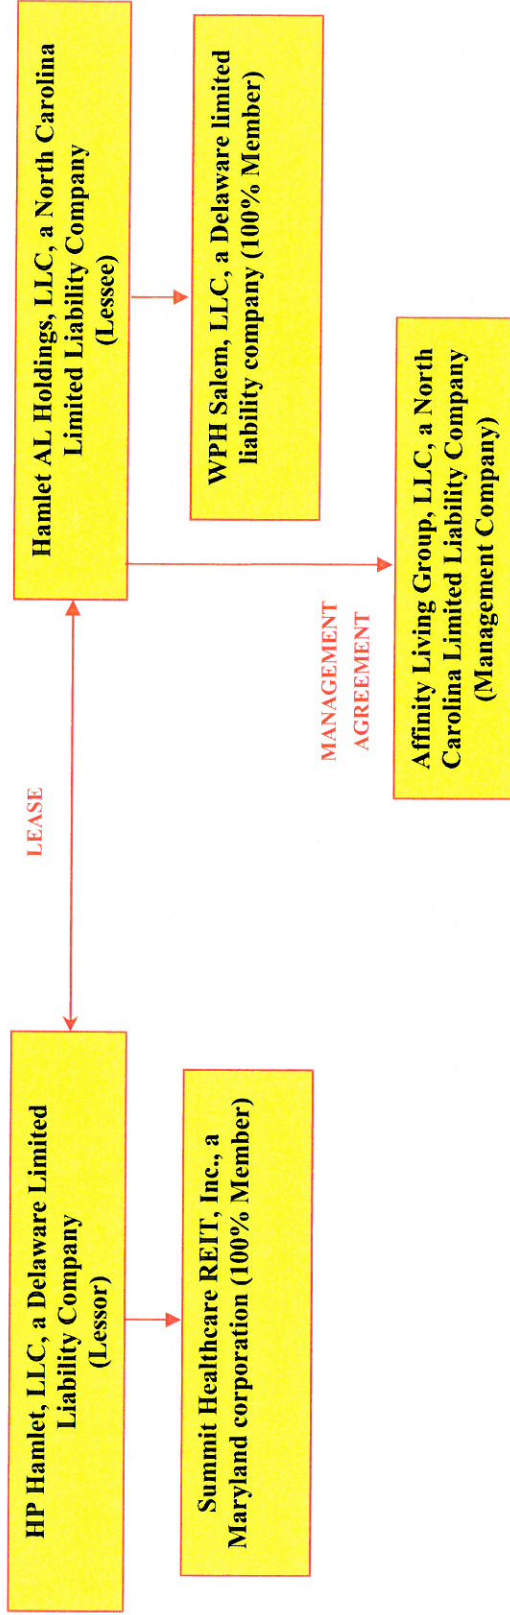 HP Hamlet, LLC, a Delaware Limited
Liability Company
(Lessor)
LEASE
Hamlet AL Holdings, LLC, a North Carolina
Limited Liability Company
(Lessee)
Summit Healthcare REIT, Inc., a
Maryland corporation (100% Member)
WPH Salem, LLC, a Delaware limited
liability company (100% Member)
MANAGEMENT
AGREEMENT
Affinity Living Group, LLC, a North
Carolina Limited Liability Company
(Management Company)